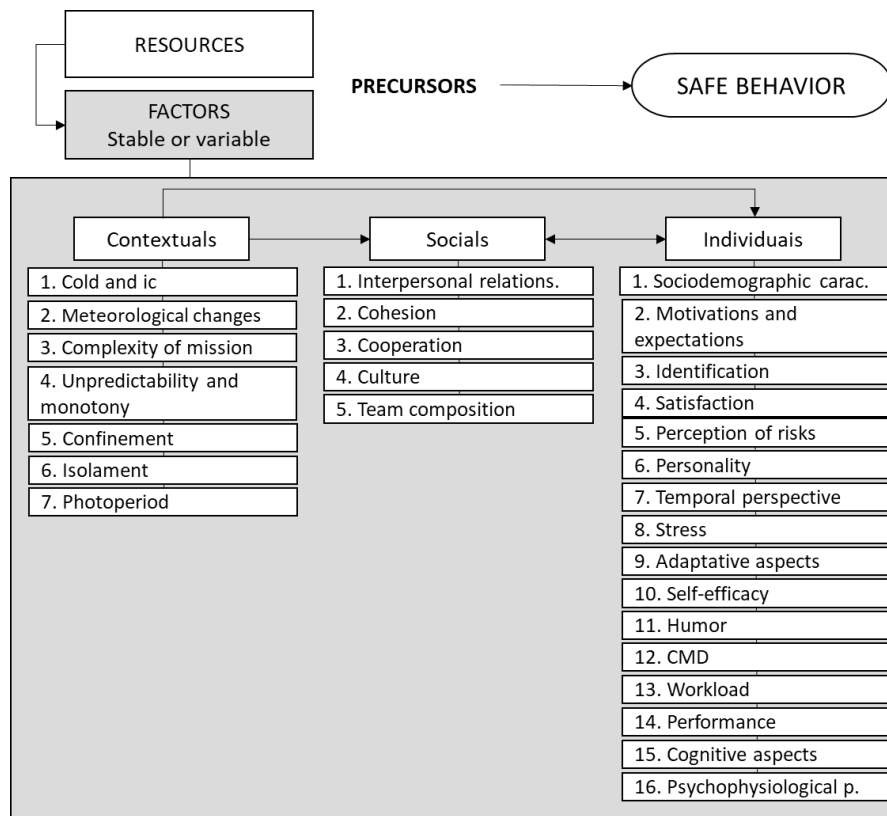 RESOURCES
FACTORS
Stable or variable
PRECURSORS
SAFE BEHAVIOR
Contextuals
1. Cold and ic
2. Meteorological changes
3. Complexity of mission
4. Unpredictability and
monotony
5. Confinement
6. Isolament
7. Photoperiod
Socials
1. Interpersonal relations.
2. Cohesion
3. Cooperation
4. Culture
5. Team composition
Individuais
1. Sociodemographic carac.
2. Motivations and
expectations
3. Identification
4. Satisfaction
5. Perception of risks
6. Personality
7. Temporal perspective
8. Stress
9. Adaptative aspects
10. Self-efficacy
11. Humor
12. CMD
13. Workload
14. Performance
15. Cognitive aspects
16. Psychophysiological p.